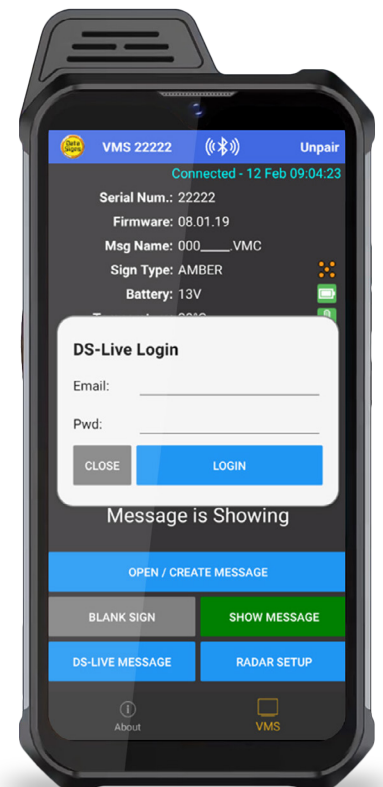 Data Signs VMS 22222 Unpair
Connected - 12 Feb 09:04:23
Serial Num.: 22222
Firmware: 08.01.19
Msg Name: 000____.VMC
Sign Type: AMBER
Battery: 13V
DS-Live Login
Email:
Pwd:
CLOSE LOGIN
Message is Showing
OPEN / CREATE MESSAGE
BLANK SIGN SHOW MESSAGE
DS-LIVE MESSAGE RADAR SETUP
About VMS